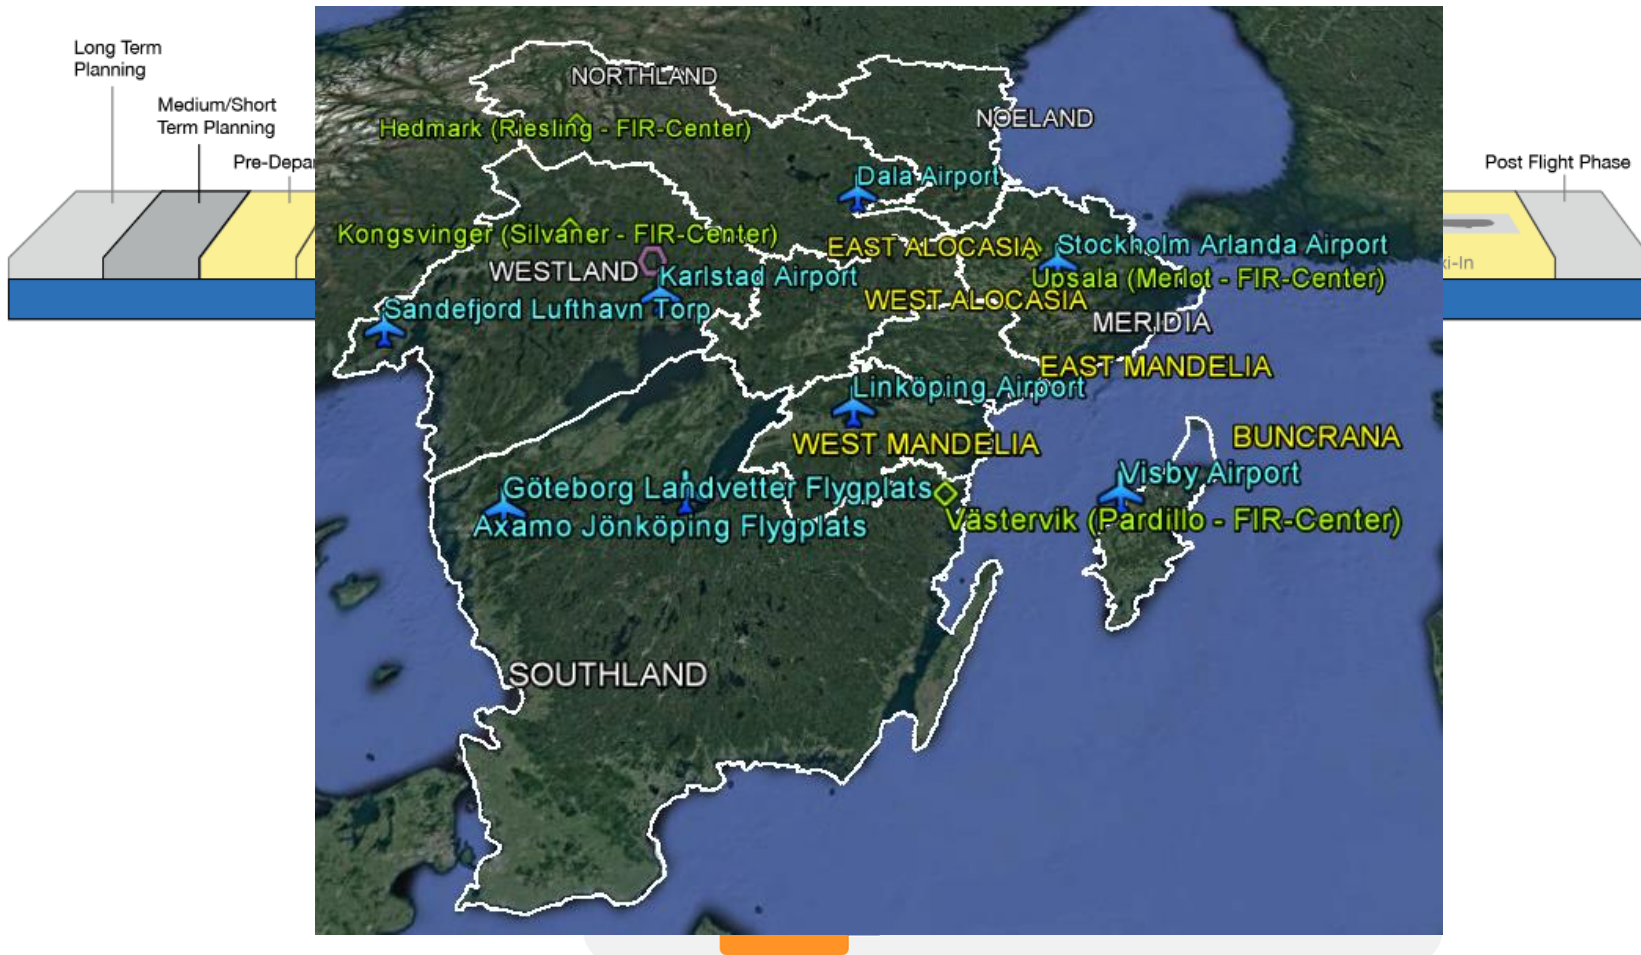 Long Term
Planning
Medium/Short
Term Planning
Pre-Depar
Post Flight Phase
xi-In
NORTHLAND
NOELAND
Hedmark (Riesling - FIR-Center)
Dala Airport
Kongsvinger (Silvaner - FIR-Center)
EAST ALOCASIA
Stockholm Arlanda Airport
WESTLAND
Karlstad Airport
Upsala (Merlot - FIR-Center)
WEST ALOCASIA
Sandefjord Lufthavn Torp
MERIDIA
EAST MANDELIA
Linköping Airport
WEST MANDELIA
BUNCRANA
Visby Airport
Göteborg Landvetter Flygplats
Axamo Jönköping Flygplats
Västervik (Pardillo - FIR-Center)
SOUTHLAND